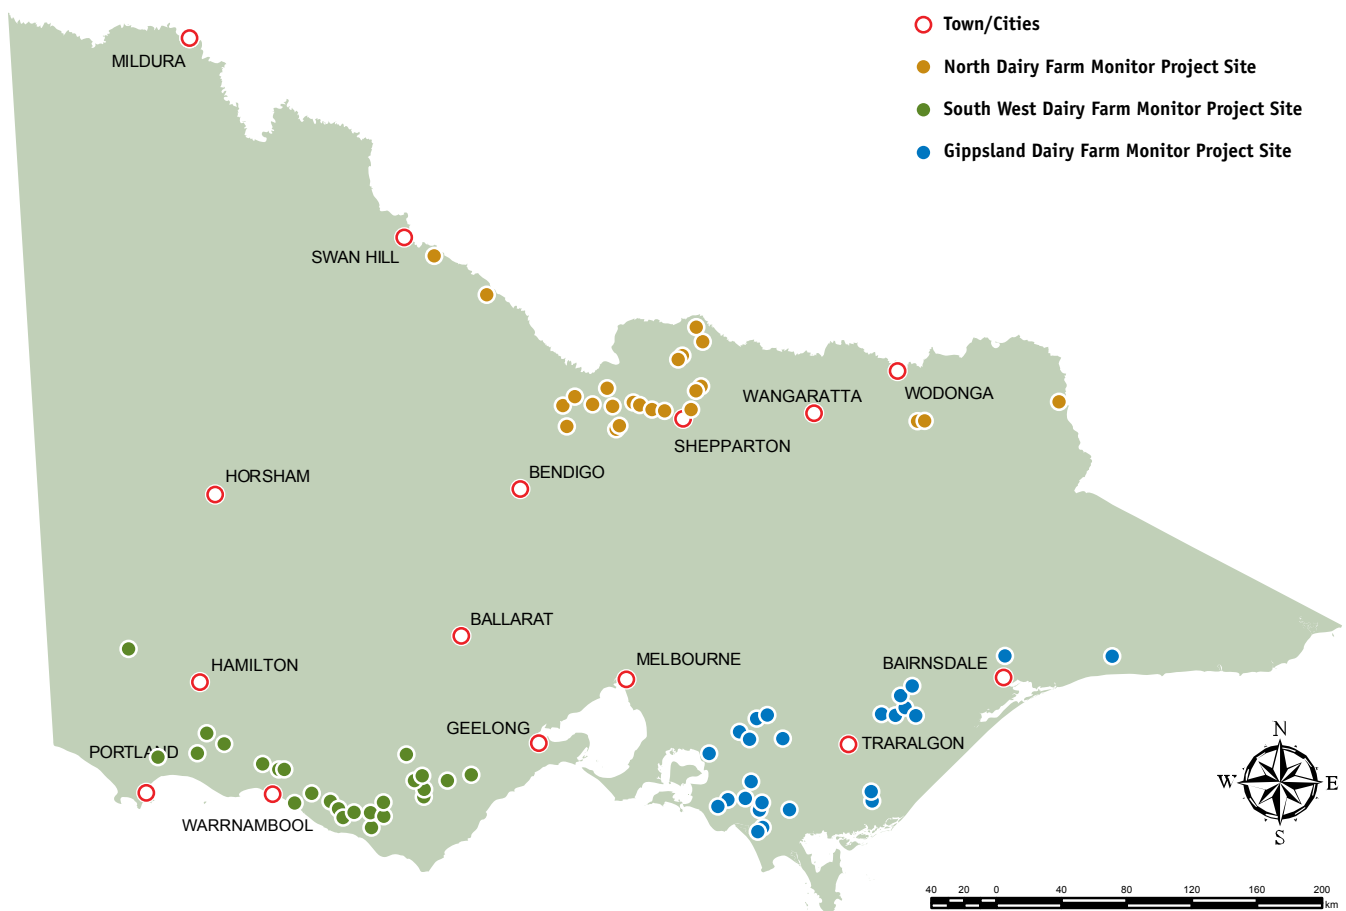 Town/Cities
North Dairy Farm Monitor Project Site
South West Dairy Farm Monitor Project Site
Gippsland Dairy Farm Monitor Project Site
MILDURA
SWAN HILL
WANGARATTA
WODONGA
SHEPPARTON
HORSHAM
BENDIGO
BALLARAT
HAMILTON
MELBOURNE
BAIRNSDALE
GEELONG
PORTLAND
TRARALGON
WARRNAMBOOL
N
W E
S
40 20 0 40 80 120 160 200
km